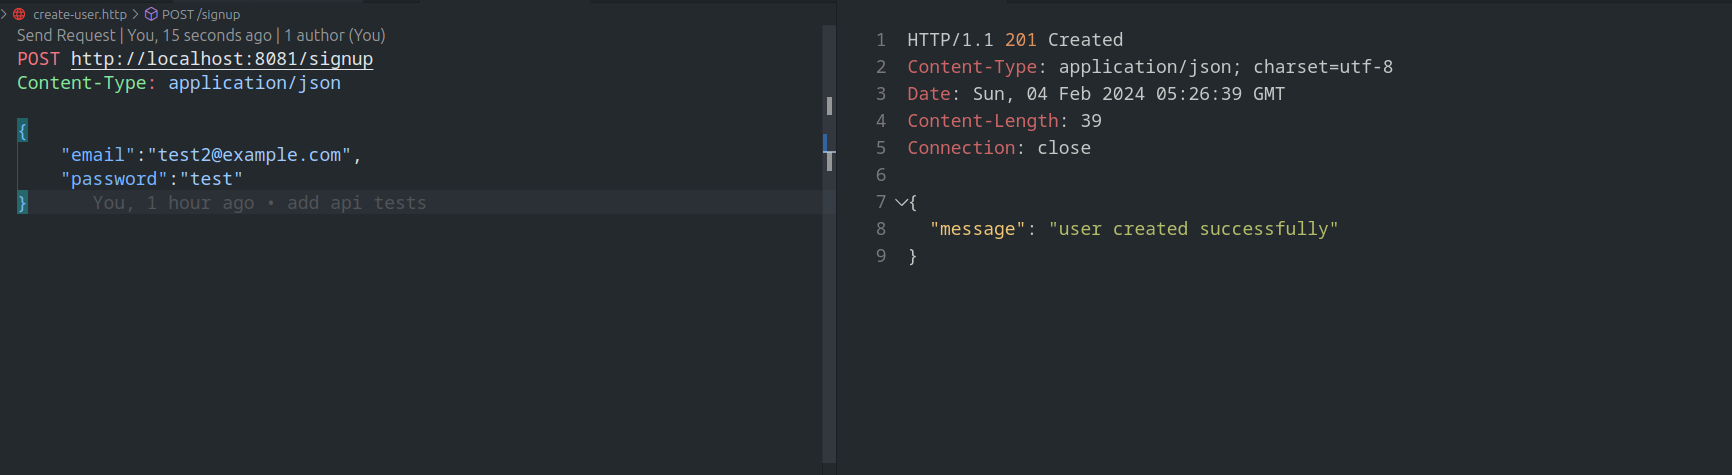 create-user.http > POST /signup
Send Request | You, 15 seconds ago | 1 author (You)
POST http://localhost:8081/signup
Content-Type: application/json
{
"email":"test2@example.com",
"password":"test"
} You, 1 hour ago • add api tests
1 HTTP/1.1 201 Created
2 Content-Type: application/json; charset=utf-8
3 Date: Sun, 04 Feb 2024 05:26:39 GMT
4 Content-Length: 39
5 Connection: close
6
7 {
8 "message": "user created successfully"
9 }